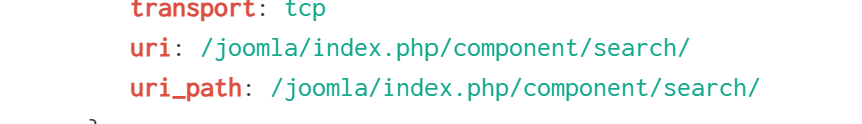 transport: tcp
uri: /joomla/index.php/component/search/
uri_path: /joomla/index.php/component/search/
}